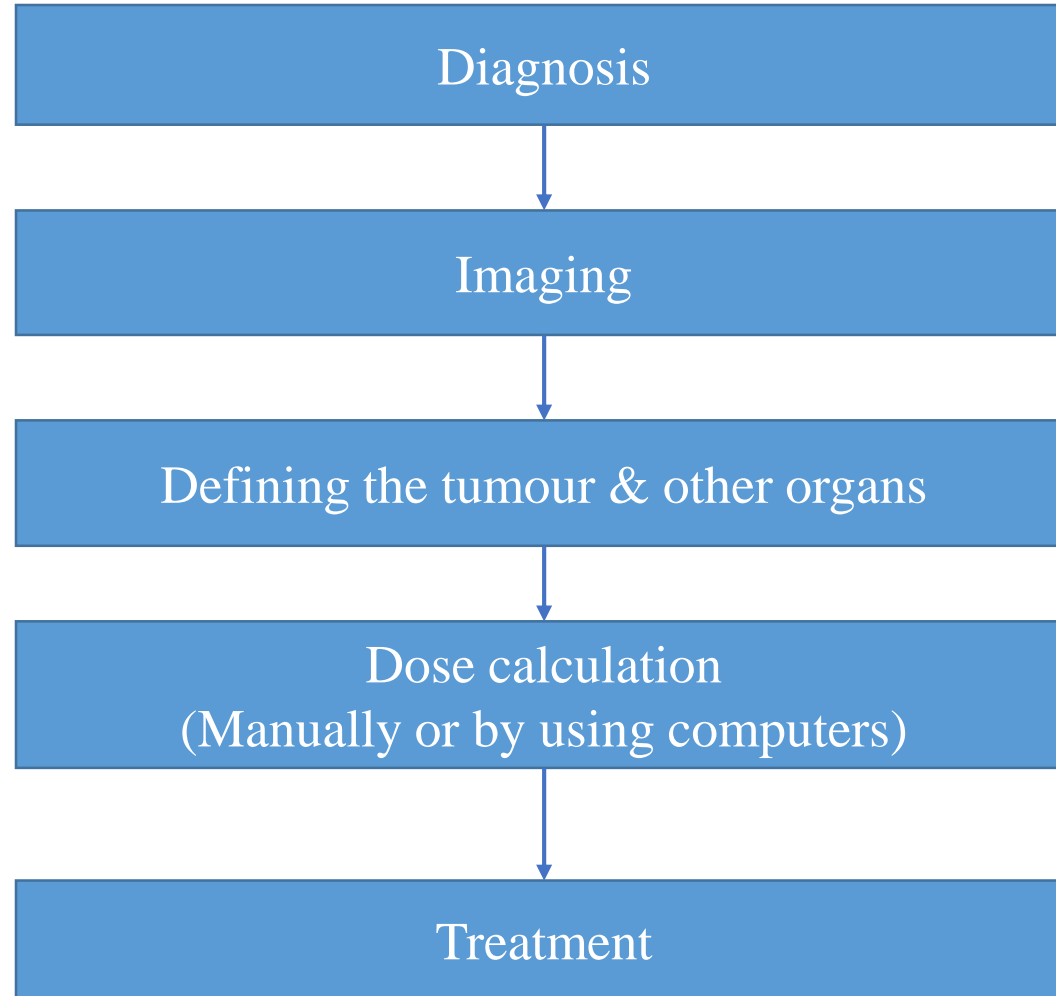 Diagnosis
Imaging
Defining the tumour & other organs
Dose calculation
(Manually or by using computers)
Treatment